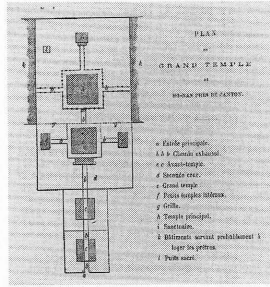 PLAN
DU
GRAND TEMPLE
DE
HO-NAN PRÈS DE CANTON.
a Entrée principale.
b b b Chemin exhaussé.
c c Avant-temple.
d Seconde cour.
e Grand temple
f Petits temples latéraux.
g Grille.
h Temple principal.
i Sanctuaire.
k Bâtiments servant probablement à
loger les prêtres.
l Puits sacré.